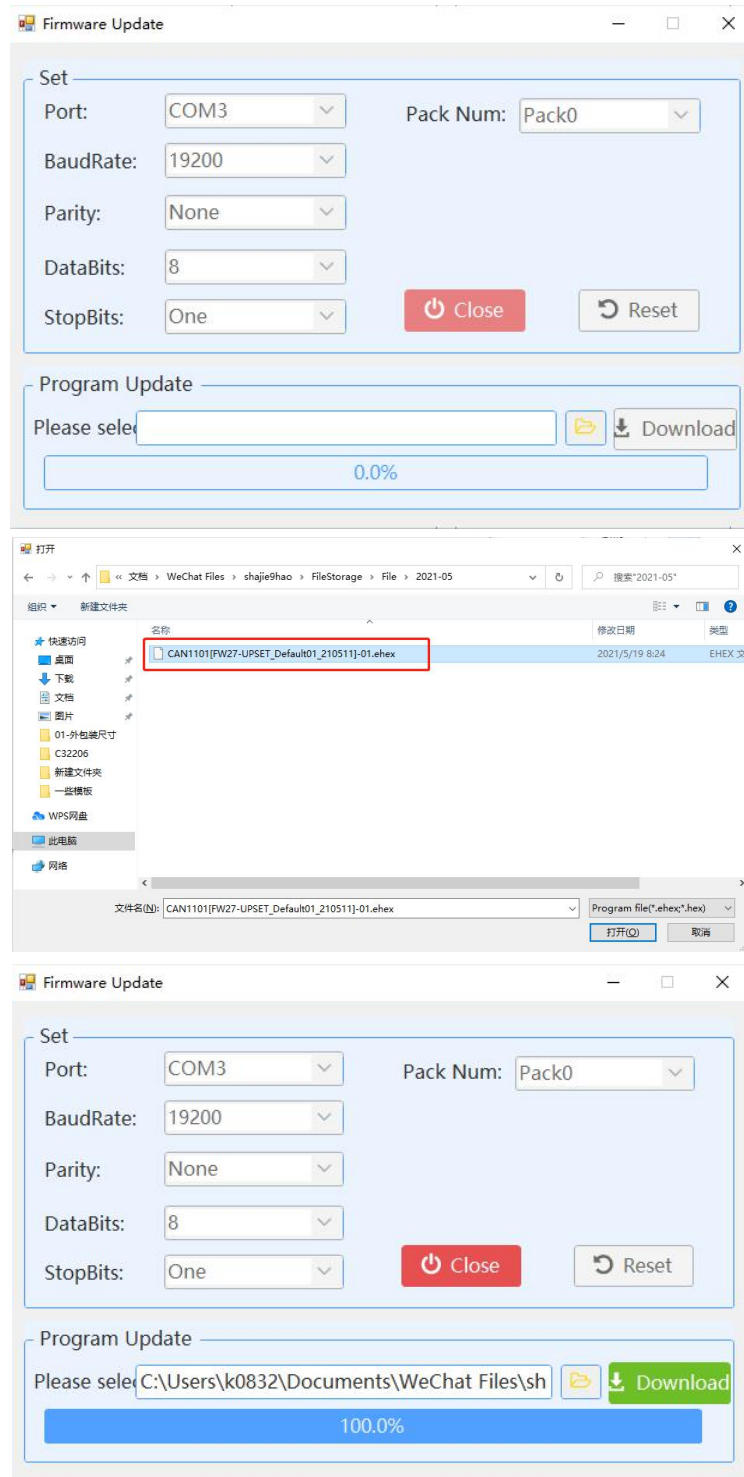 Firmware Update
Set
Port: COM3 Pack Num: Pack0
BaudRate: 19200
Parity: None
DataBits: 8
StopBits: One Close Reset
Program Update
Please selec Download
0.0%
打开
« 文档 › WeChat Files › shajie9hao › FileStorage › File › 2021-05 搜索"2021-05"
组织 新建文件夹
名称 修改日期 类型
快速访问
CAN1101[FW27-UPSET_Default01_210511]-01.ehex 2021/5/19 8:24 EHEX 文
桌面
下载
文档
图片
01-外包装尺寸
C32206
新建文件夹
一些模板
WPS网盘
此电脑
网络
文件名(N): CAN1101[FW27-UPSET_Default01_210511]-01.ehex Program file(*.ehex;*.hex)
打开(O) 取消
Firmware Update
Set
Port: COM3 Pack Num: Pack0
BaudRate: 19200
Parity: None
DataBits: 8
StopBits: One Close Reset
Program Update
Please selec C:\Users\k0832\Documents\WeChat Files\sh Download
100.0%